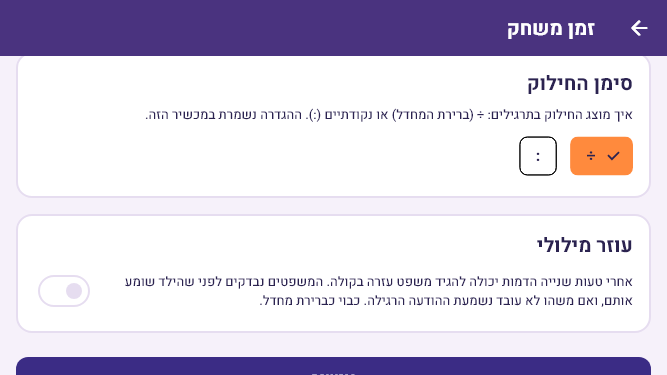 זמן משחק
סימן החילוק
איך מוצג החילוק בתרגילים: ÷ (ברירת המחדל) או נקודתיים (:). ההגדרה נשמרת במכשיר הזה.
÷
:
עוזר מילולי
אחרי טעות שנייה הדמות יכולה להגיד משפט עזרה בקולה. המשפטים נבדקים לפני שהילד שומע
אותם, ואם משהו לא עובד נשמעת ההודעה הרגילה. כבוי כברירת מחדל.